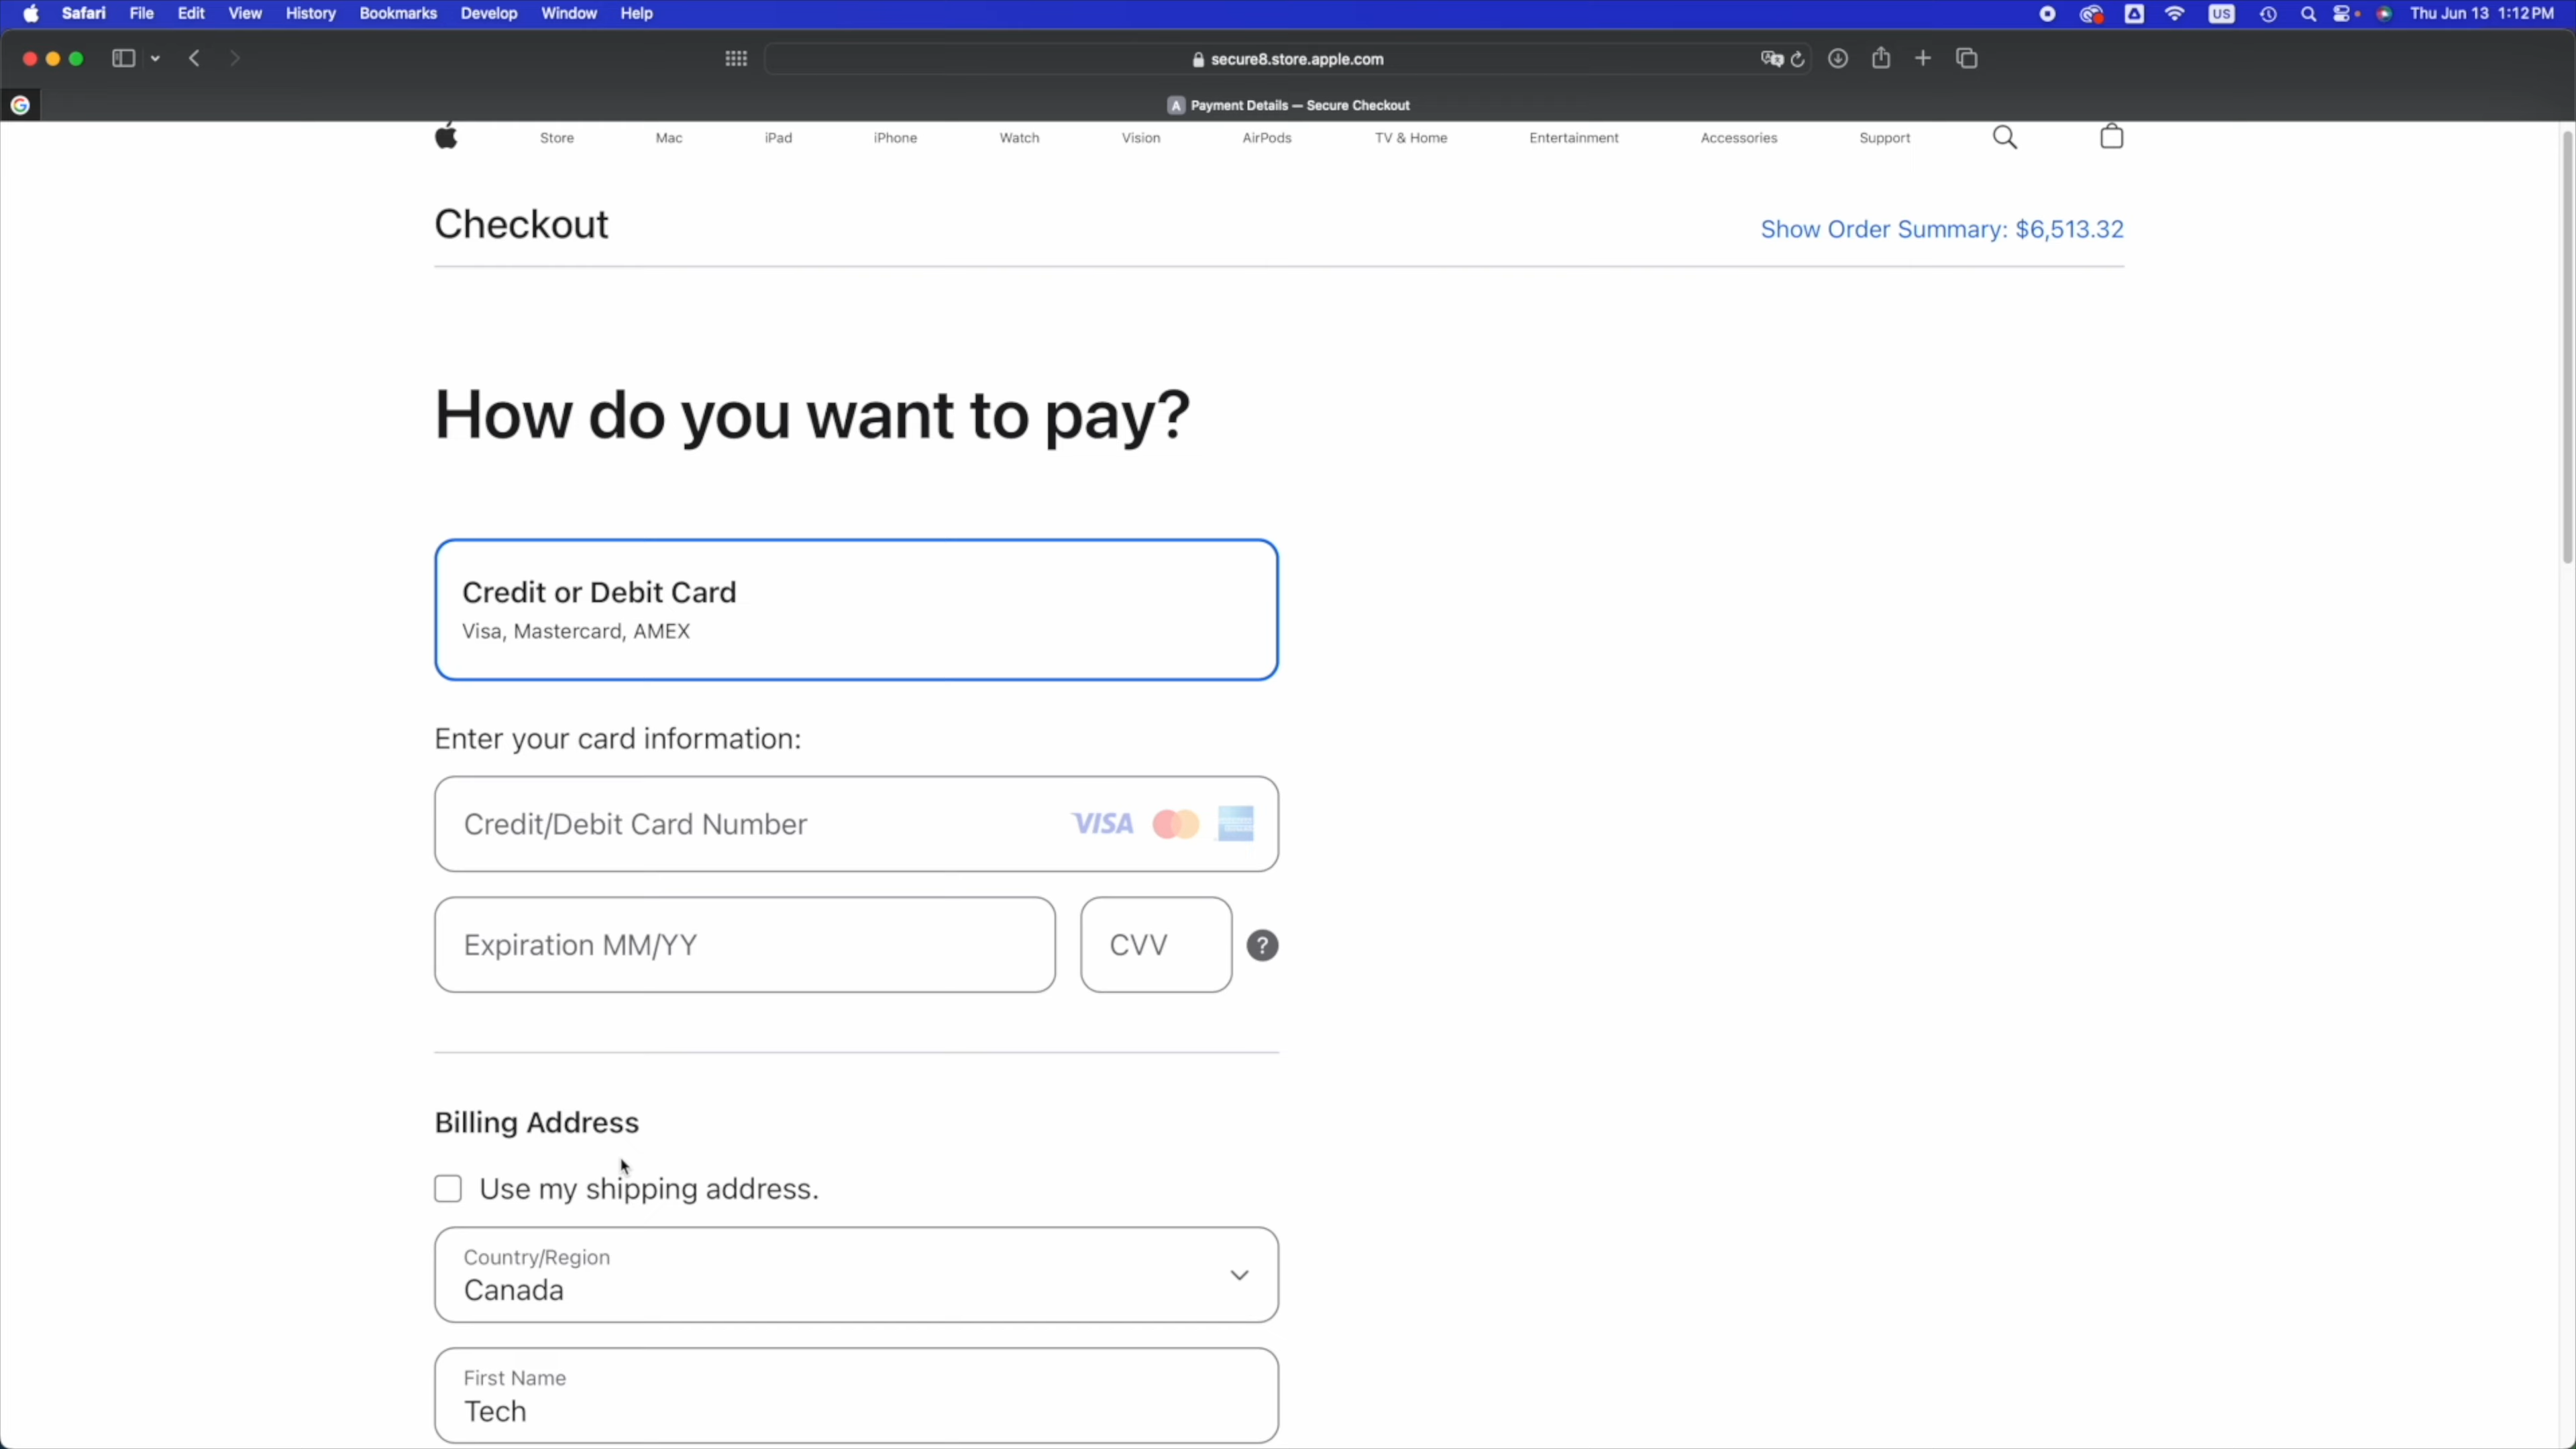 Safari File Edit View History Bookmarks Develop Window Help US Thu Jun 13 1:12 PM
secure8.store.apple.com
A Payment Details — Secure Checkout
Store Mac iPad iPhone Watch Vision AirPods TV & Home Entertainment Accessories Support
Checkout
Show Order Summary: $6,513.32
How do you want to pay?
Credit or Debit Card
Visa, Mastercard, AMEX
Enter your card information:
Credit/Debit Card Number VISA
Expiration MM/YY CVV ?
Billing Address
Use my shipping address.
Country/Region
Canada
First Name
Tech